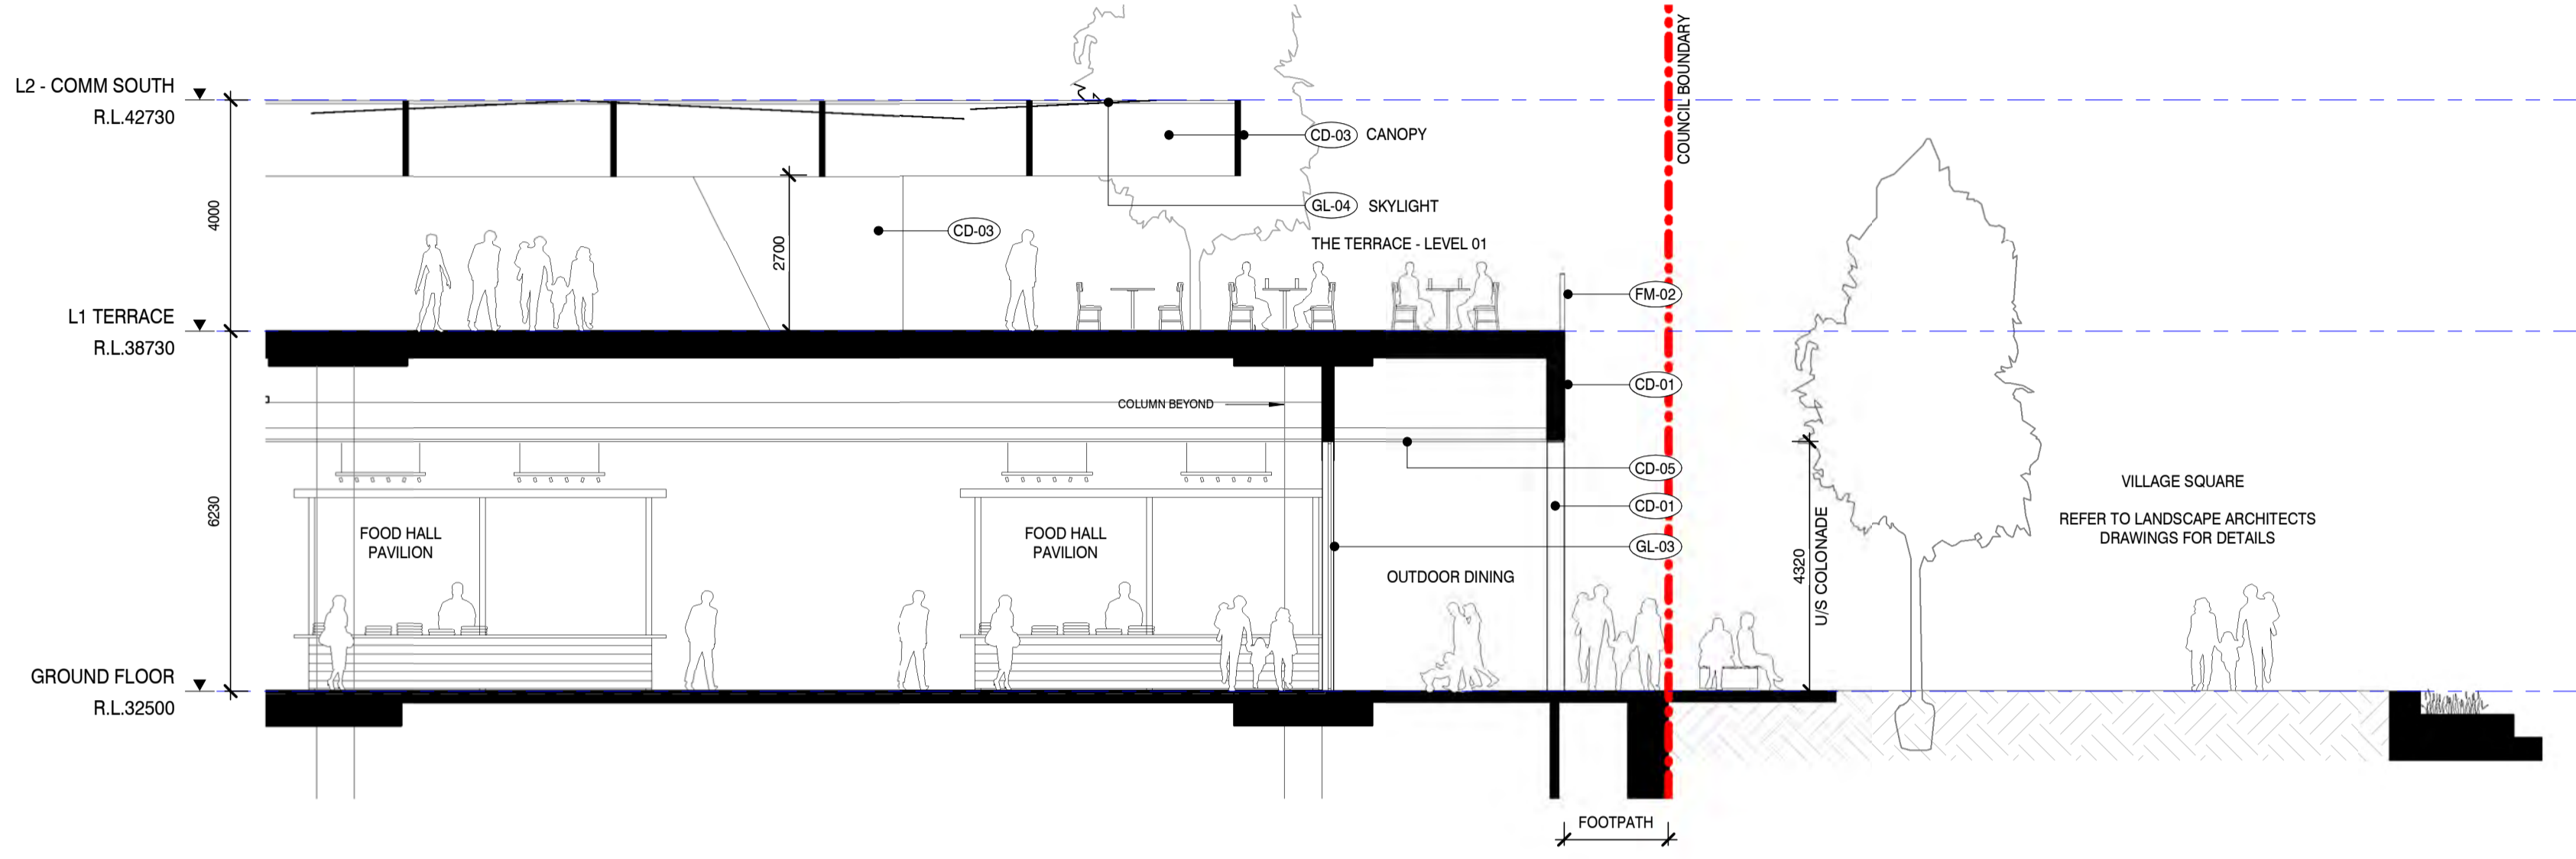 L2 - COMM SOUTH
R.L.42730
4000
L1 TERRACE
R.L.38730
6230
GROUND FLOOR
R.L.32500
2700
CD-03
CD-03 CANOPY
GL-04 SKYLIGHT
THE TERRACE - LEVEL 01
COUNCIL BOUNDARY
FM-02
CD-01
COLUMN BEYOND
CD-05
CD-01
GL-03
FOOD HALL
PAVILION
FOOD HALL
PAVILION
OUTDOOR DINING
4320
U/S COLONADE
VILLAGE SQUARE
REFER TO LANDSCAPE ARCHITECTS
DRAWINGS FOR DETAILS
FOOTPATH